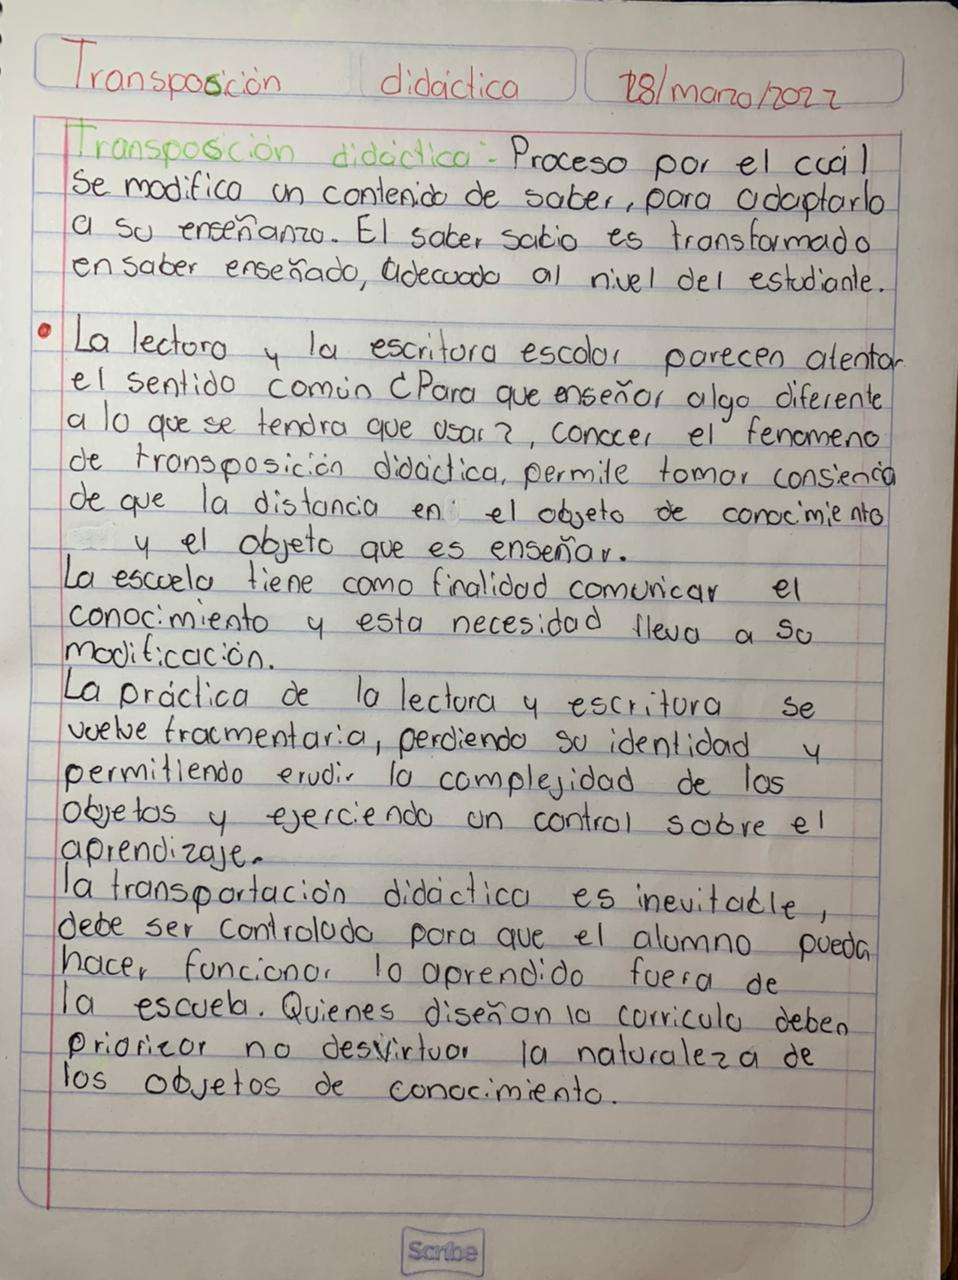 Transposición didáctica 28/marzo/2022
Transposición didáctica:- Proceso por el cual
se modifica un contenido de saber, para adaptarlo
a su enseñanza. El saber sabio es transformado
en saber enseñado, adecuado al nivel del estudiante.
La lectora y la escritora escolar parecen atentar
el sentido común ¿Para que enseñar algo diferente
a lo que se tendra que usar?, conocer el fenomeno
de transposición didáctica, permite tomar consiencia
de que la distancia en el objeto de conocimiento
y el objeto que es enseñar.
La escuela tiene como finalidad comunicar el
conocimiento y esta necesidad lleva a su
modificación.
La práctica de la lectura y escritura se
vuelve fracmentaria, perdiendo su identidad y
permitiendo erudir la complejidad de los
objetos y ejerciendo un control sobre el
aprendizaje.
la transportación didáctica es inevitable,
debe ser controlada para que el alumno pueda
hacer funcionar lo aprendido fuera de
la escuela. Quienes diseñan la curricula deben
priorizar no desvirtuar la naturaleza de
los objetos de conocimiento.
Scribe